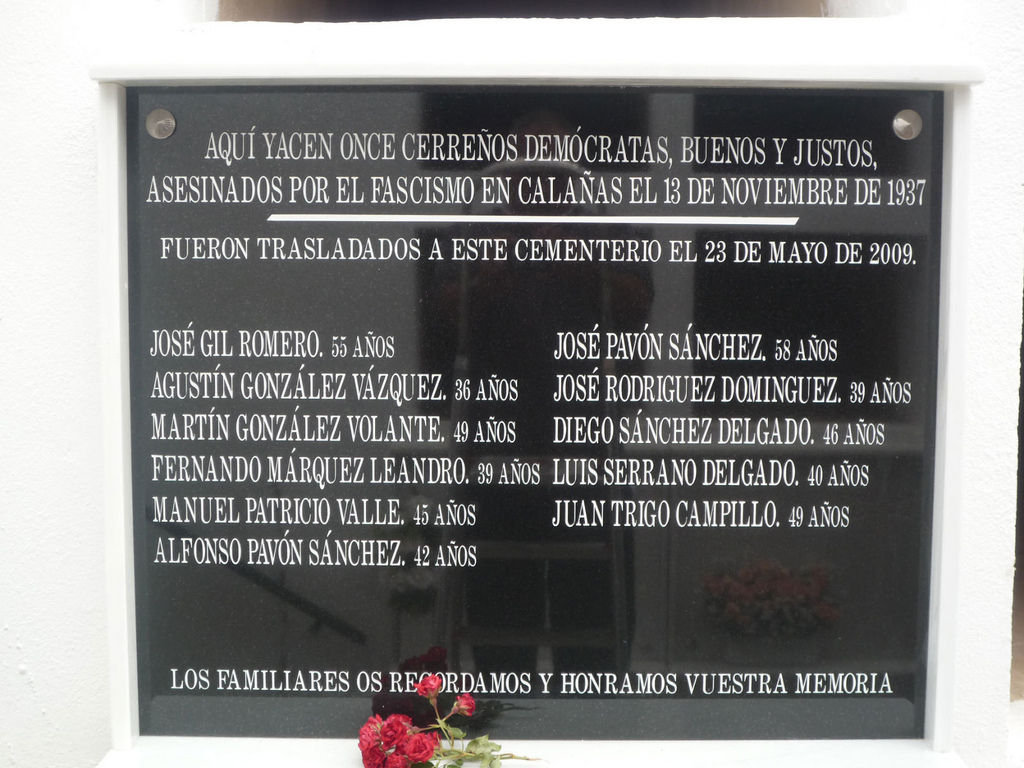 AQUÍ YACEN ONCE CERREÑOS DEMÓCRATAS, BUENOS Y JUSTOS,
ASESINADOS POR EL FASCISMO EN CALAÑAS EL 13 DE NOVIEMBRE DE 1937
FUERON TRASLADADOS A ESTE CEMENTERIO EL 23 DE MAYO DE 2009.
JOSÉ GIL ROMERO. 55 AÑOS
AGUSTÍN GONZÁLEZ VÁZQUEZ. 36 AÑOS
MARTÍN GONZÁLEZ VOLANTE. 49 AÑOS
FERNANDO MÁRQUEZ LEANDRO. 39 AÑOS
MANUEL PATRICIO VALLE. 45 AÑOS
ALFONSO PAVÓN SÁNCHEZ. 42 AÑOS
JOSÉ PAVÓN SÁNCHEZ. 58 AÑOS
JOSÉ RODRIGUEZ DOMINGUEZ. 39 AÑOS
DIEGO SÁNCHEZ DELGADO. 46 AÑOS
LUIS SERRANO DELGADO. 40 AÑOS
JUAN TRIGO CAMPILLO. 49 AÑOS
LOS FAMILIARES OS RECORDAMOS Y HONRAMOS VUESTRA MEMORIA